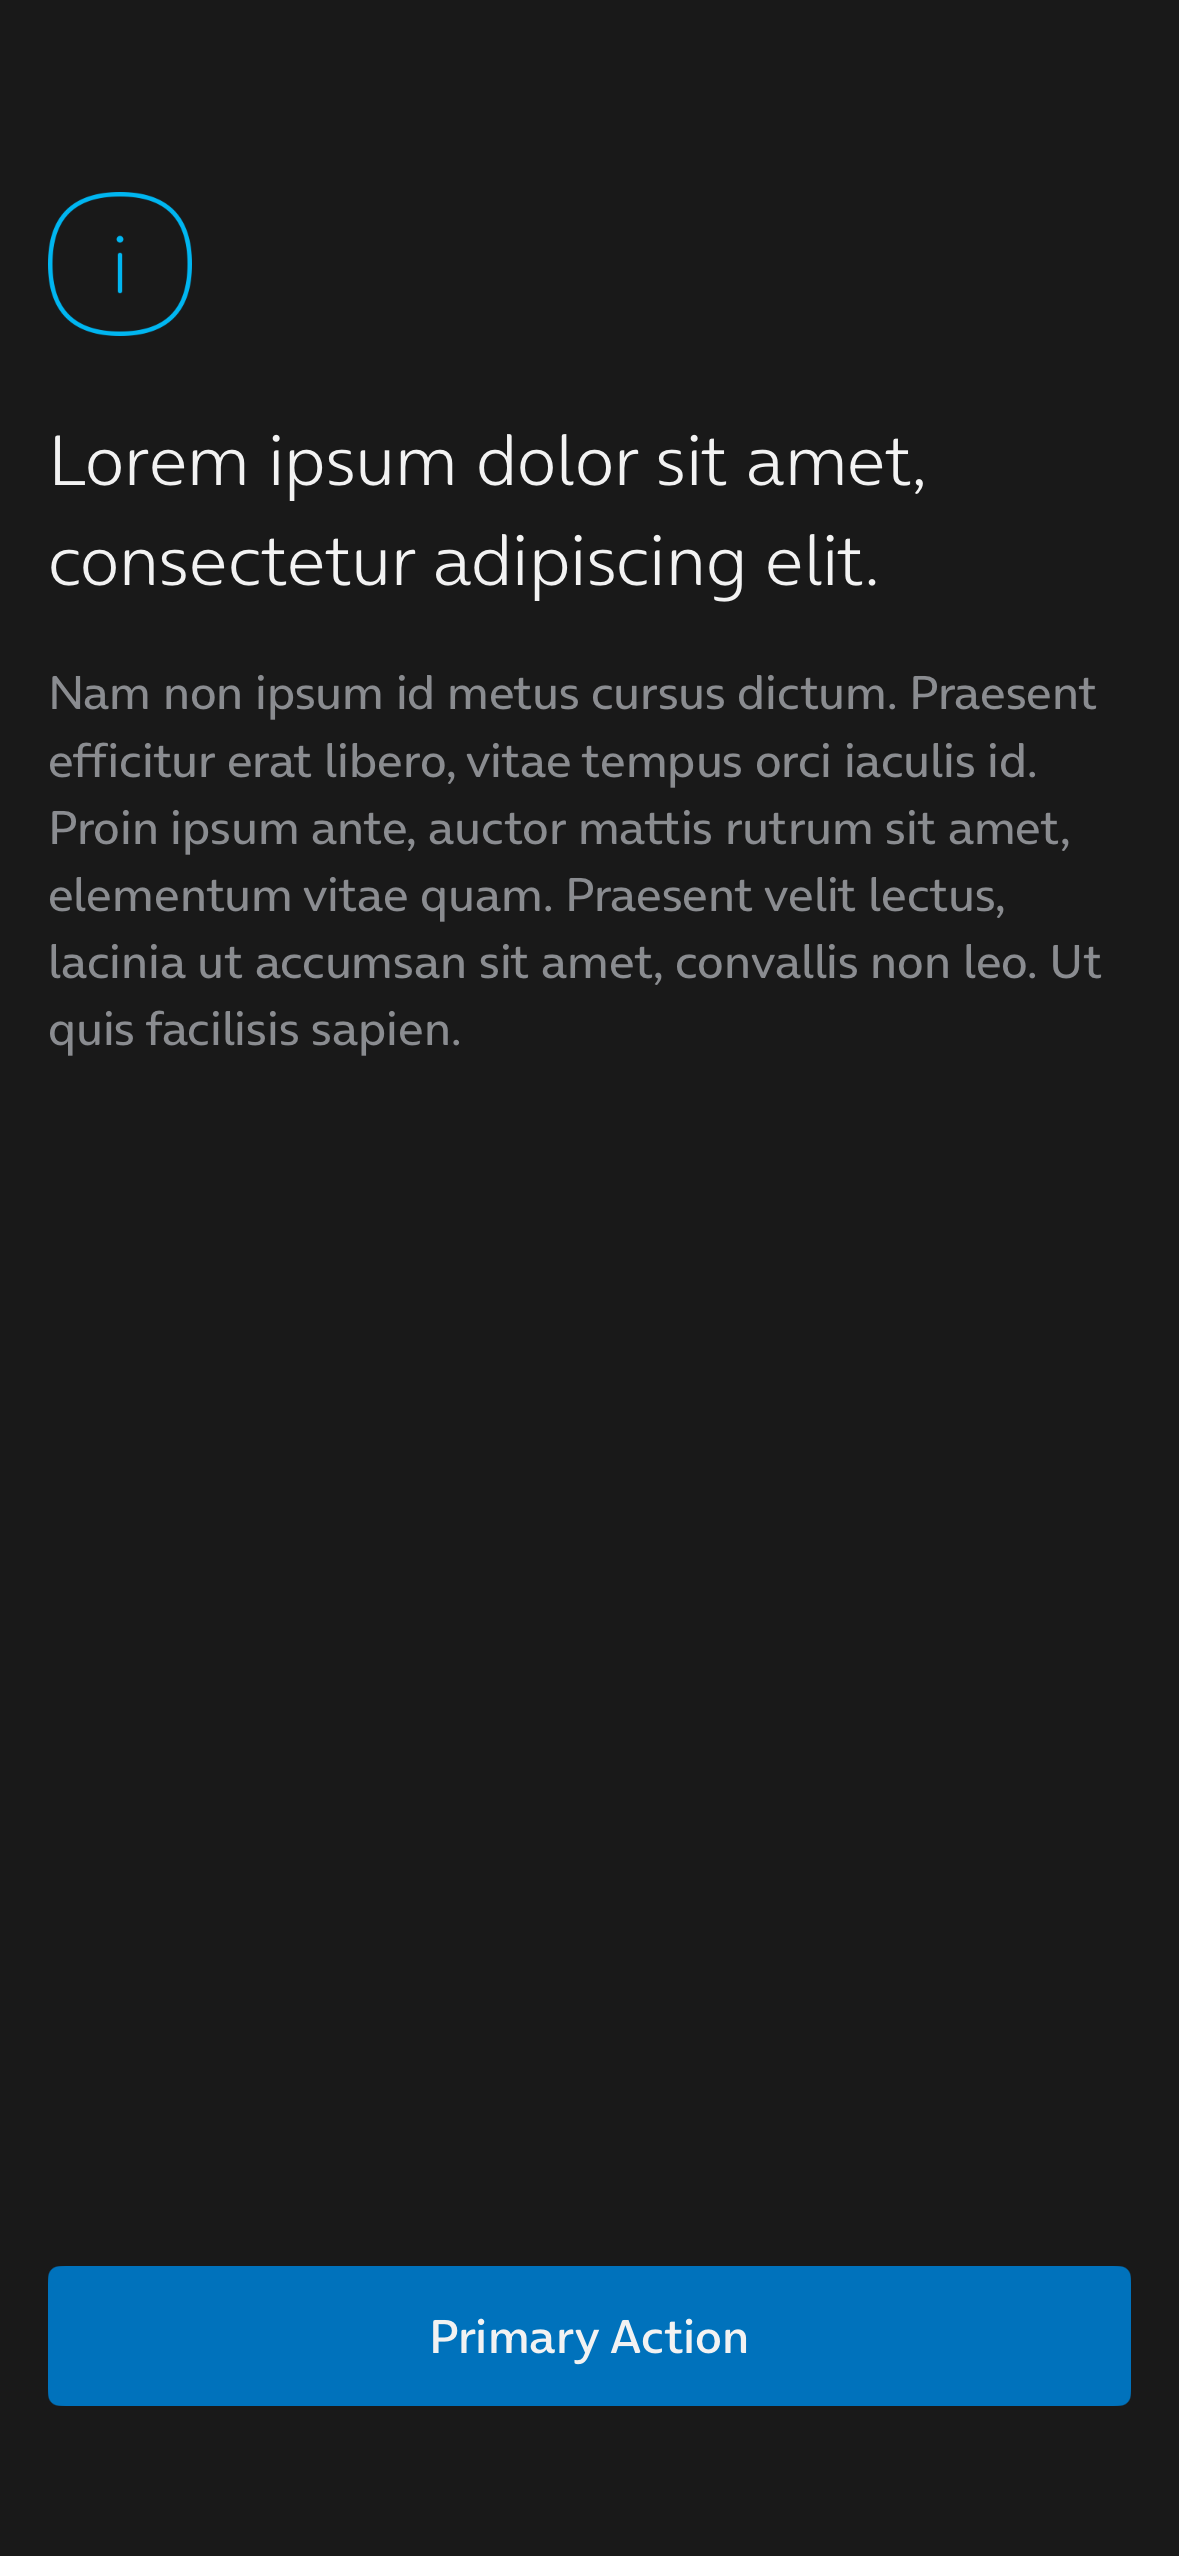 i
Lorem ipsum dolor sit amet,
consectetur adipiscing elit.
Nam non ipsum id metus cursus dictum. Praesent
efficitur erat libero, vitae tempus orci iaculis id.
Proin ipsum ante, auctor mattis rutrum sit amet,
elementum vitae quam. Praesent velit lectus,
lacinia ut accumsan sit amet, convallis non leo. Ut
quis facilisis sapien.
Primary Action